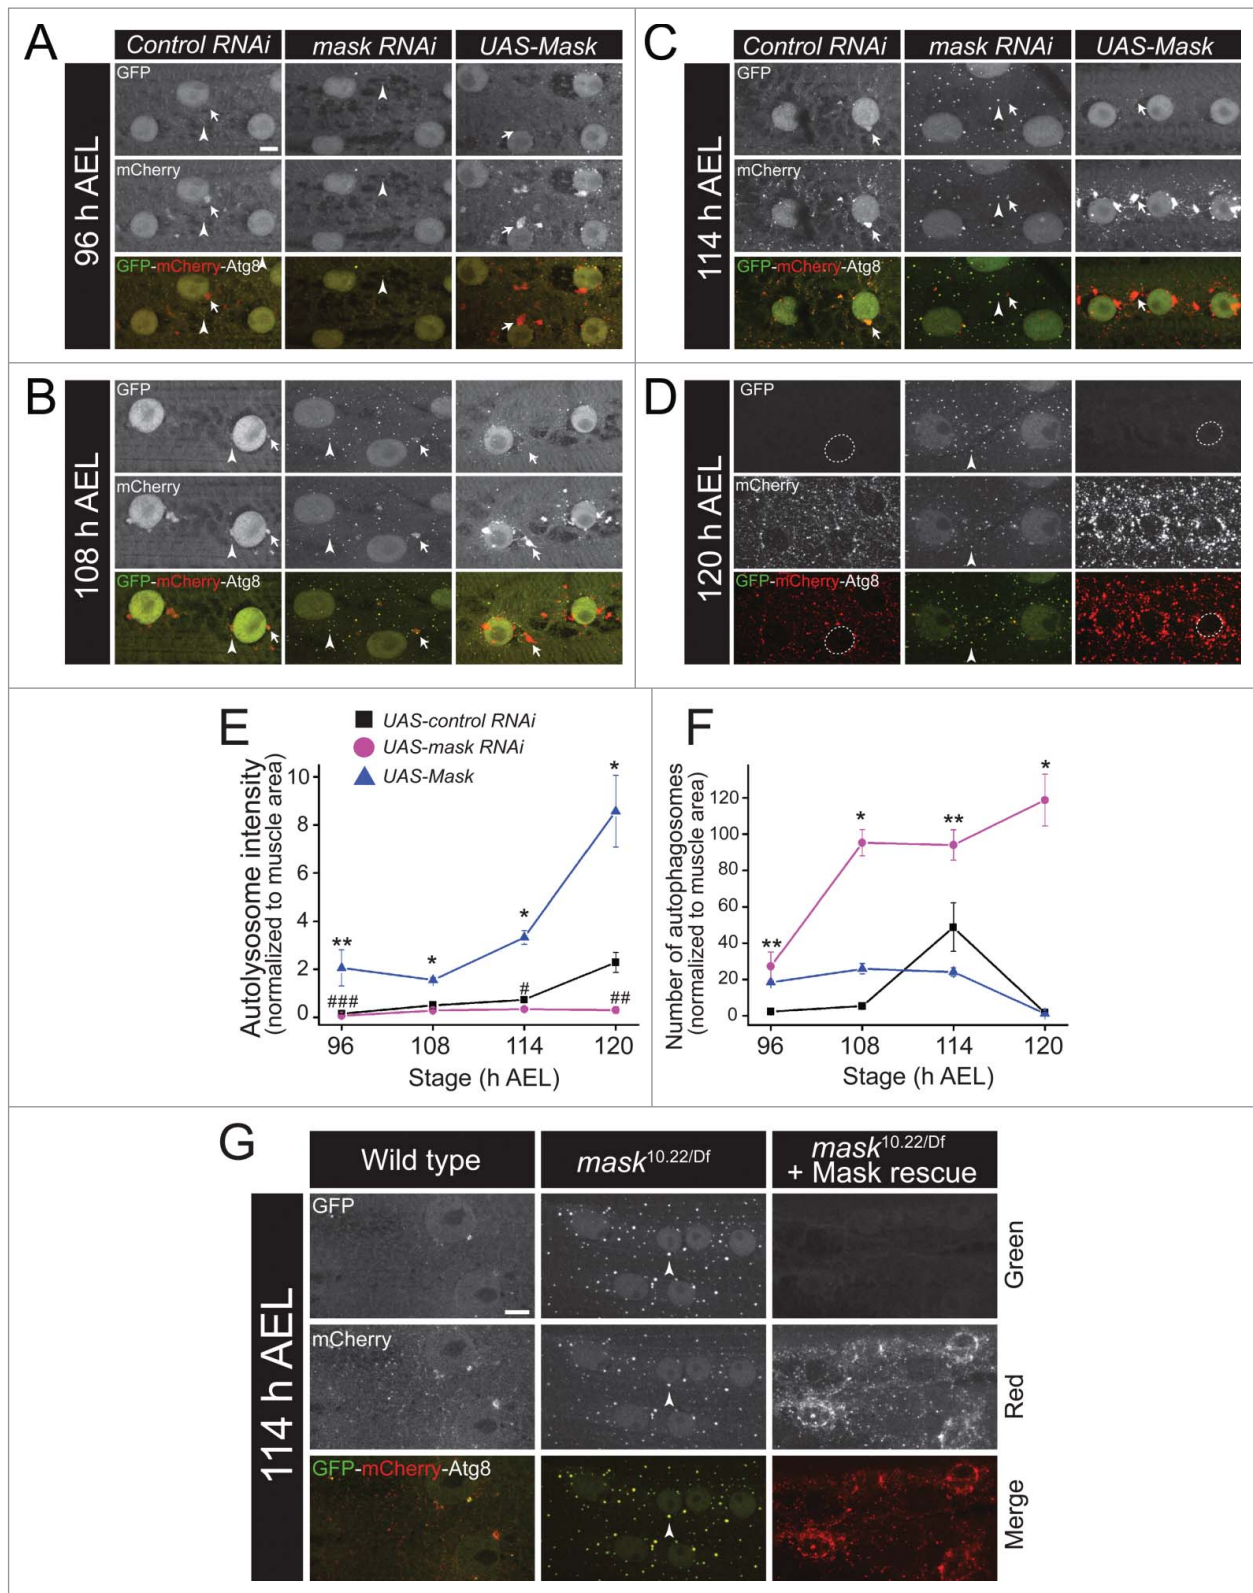 A
Control RNAi
mask RNAi
UAS-Mask
96 h AEL
GFP
mCherry
GFP-mCherry-Atg8
C
Control RNAi
mask RNAi
UAS-Mask
114 h AEL
GFP
mCherry
GFP-mCherry-Atg8
B
108 h AEL
GFP
mCherry
GFP-mCherry-Atg8
D
120 h AEL
GFP
mCherry
GFP-mCherry-Atg8
E
UAS-control RNAi
UAS-mask RNAi
UAS-Mask
Autolysosome intensity
(normalized to muscle area)
10
8
6
4
2
0
**
*
*
*
###
#
##
96
108
114
120
Stage (h AEL)
F
Number of autophagosomes
(normalized to muscle area)
120
100
80
60
40
20
0
**
*
**
*
96
108
114
120
Stage (h AEL)
G
Wild type
mask10.22/Df
mask10.22/Df
+ Mask rescue
114 h AEL
GFP
Green
mCherry
Red
GFP-mCherry-Atg8
Merge